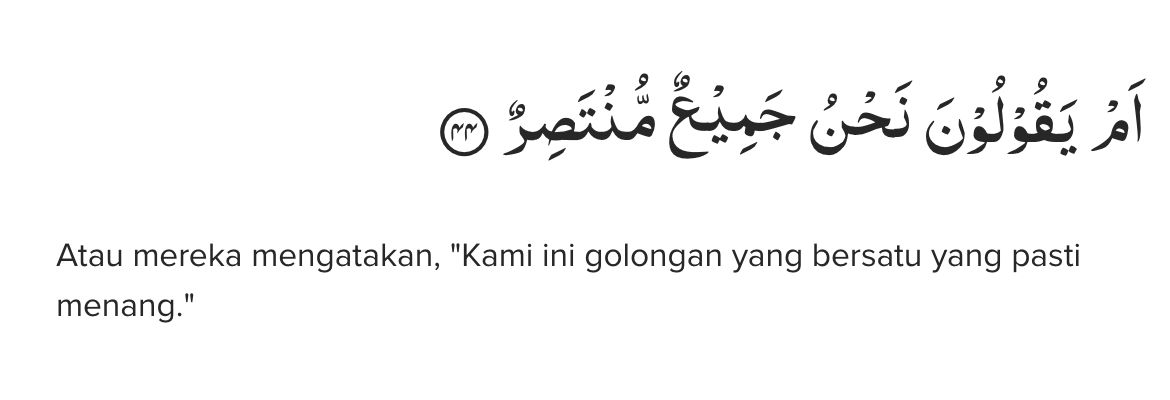 اَمْ يَقُوْلُوْنَ نَحْنُ جَمِيْعٌ مُّنْتَصِرٌ ۝٤٤
Atau mereka mengatakan, "Kami ini golongan yang bersatu yang pasti
menang."